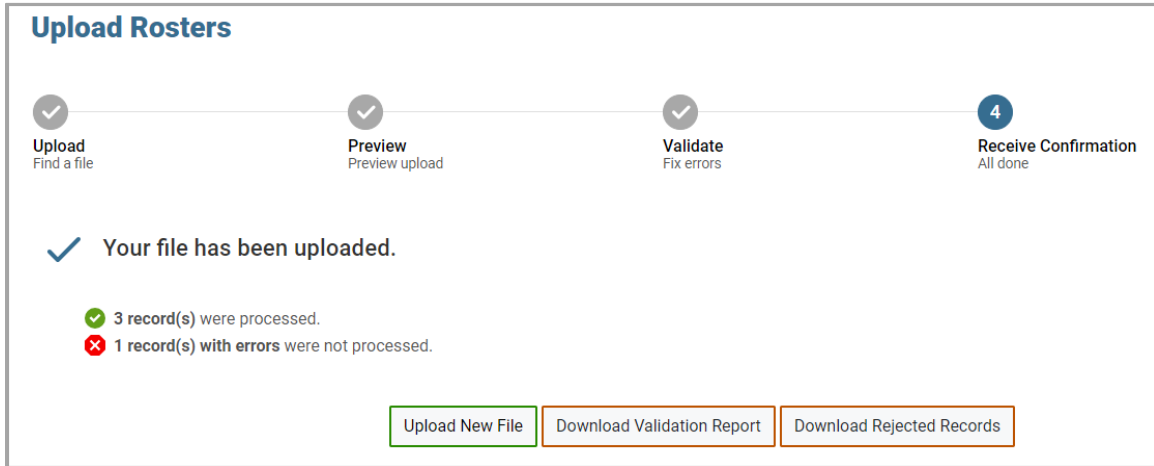 Upload Rosters
4
Upload
Preview
Validate
Receive Confirmation
Find a file
Preview upload
Fix errors
All done
Your file has been uploaded.
3 record(s) were processed.
1 record(s) with errors were not processed.
Upload New File
Download Validation Report
Download Rejected Records